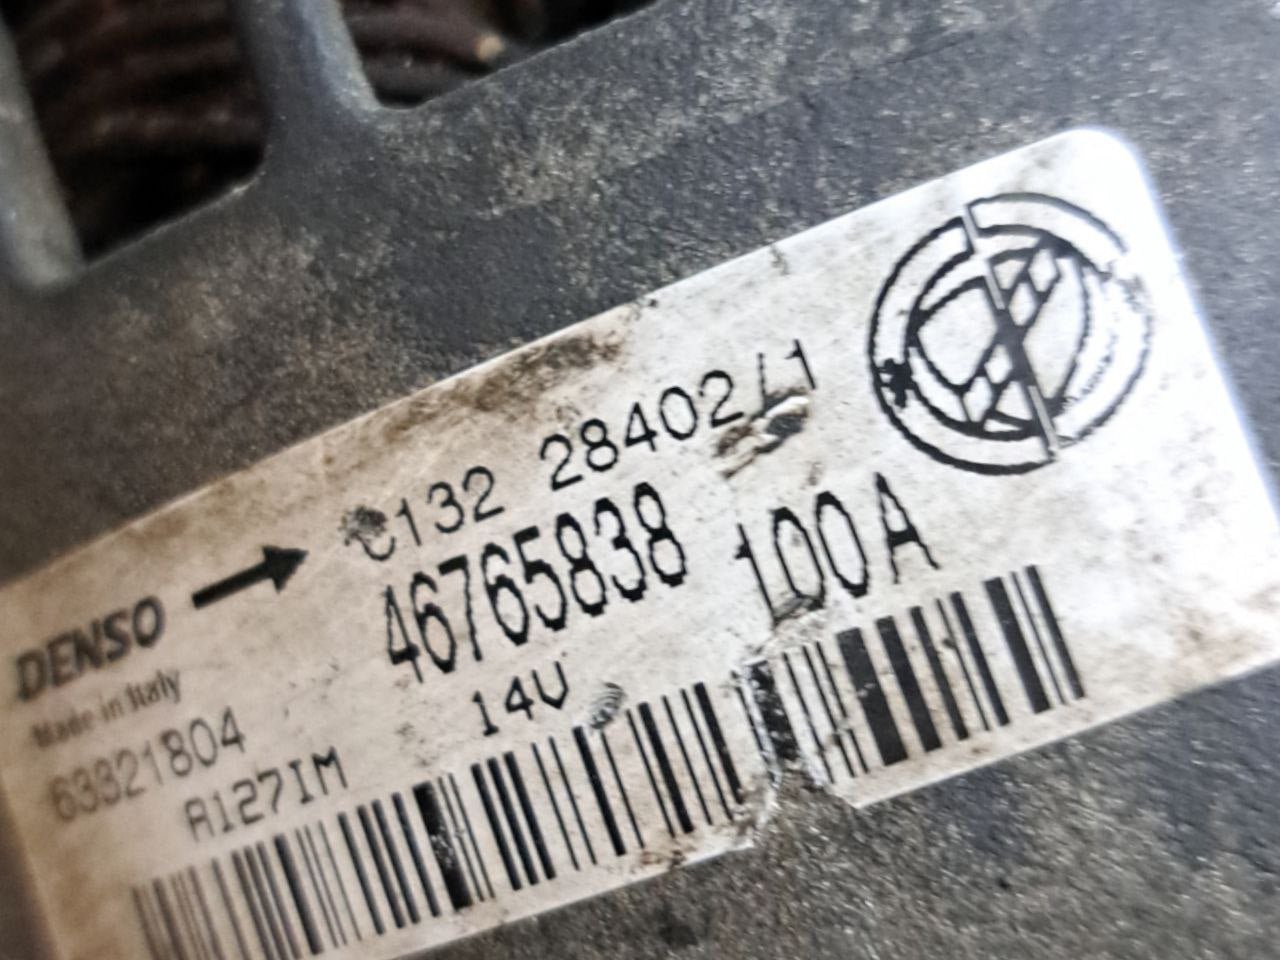 C132 28402/1
DENSO 46765838 100A
Made in Italy
14V
63321804
A127IM